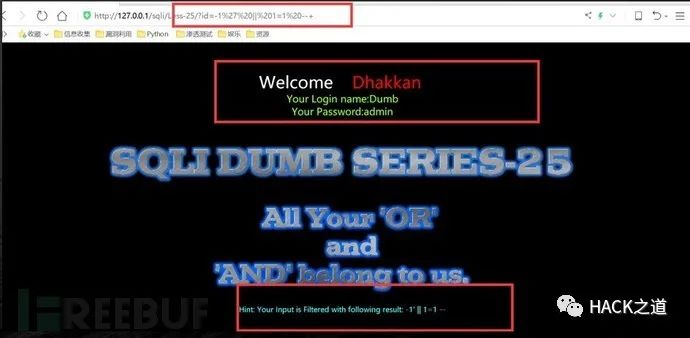 http://127.0.0.1/sqli/Less-25/?id=-1%27%20||%201=1%20--+
收藏 信息收集 漏洞利用 Python 渗透测试 娱乐 资源
Welcome Dhakkan
Your Login name:Dumb
Your Password:admin
SQLI DUMB SERIES-25
All Your 'OR'
and
'AND' belong to us.
Hint: Your Input is Filtered with following result: -1' || 1=1 --
REEBUF
HACK之道